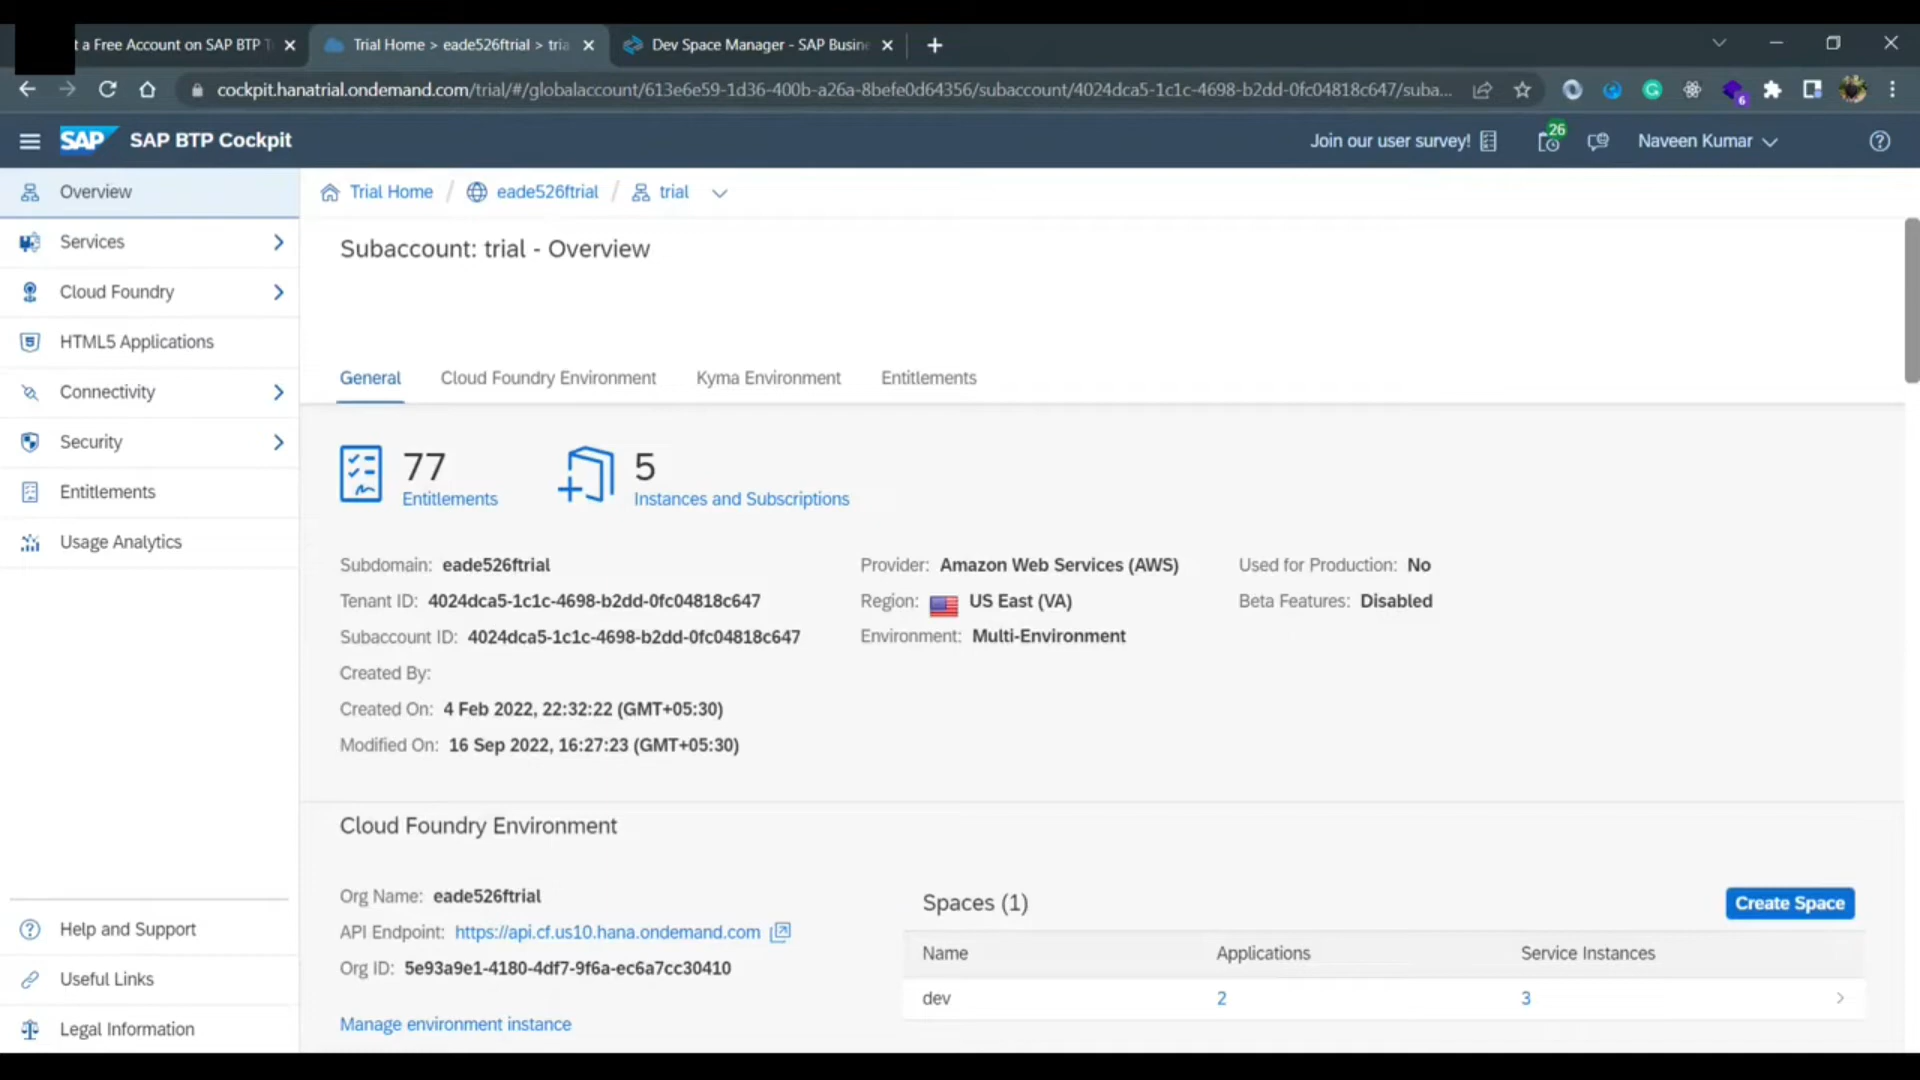 t a Free Account on SAP BTP T
Trial Home > eade526ftrial > tria
Dev Space Manager - SAP Busine
cockpit.hanatrial.ondemand.com/trial/#/globalaccount/613e6e59-1d36-400b-a26a-8befe0d64356/subaccount/4024dca5-1c1c-4698-b2dd-0fc04818c647/suba...
6
SAP
SAP BTP Cockpit
Join our user survey!
26
Naveen Kumar
Overview
Services
Cloud Foundry
HTML5 Applications
Connectivity
Security
Entitlements
Usage Analytics
Help and Support
Useful Links
Legal Information
Trial Home / eade526ftrial / trial
Subaccount: trial - Overview
General
Cloud Foundry Environment
Kyma Environment
Entitlements
77
Entitlements
5
Instances and Subscriptions
Subdomain: eade526ftrial
Tenant ID: 4024dca5-1c1c-4698-b2dd-0fc04818c647
Subaccount ID: 4024dca5-1c1c-4698-b2dd-0fc04818c647
Created By:
Created On: 4 Feb 2022, 22:32:22 (GMT+05:30)
Modified On: 16 Sep 2022, 16:27:23 (GMT+05:30)
Provider: Amazon Web Services (AWS)
Region: US East (VA)
Environment: Multi-Environment
Used for Production: No
Beta Features: Disabled
Cloud Foundry Environment
Org Name: eade526ftrial
API Endpoint: https://api.cf.us10.hana.ondemand.com
Org ID: 5e93a9e1-4180-4df7-9f6a-ec6a7cc30410
Manage environment instance
Spaces (1)
Create Space
Name Applications Service Instances
dev 2 3